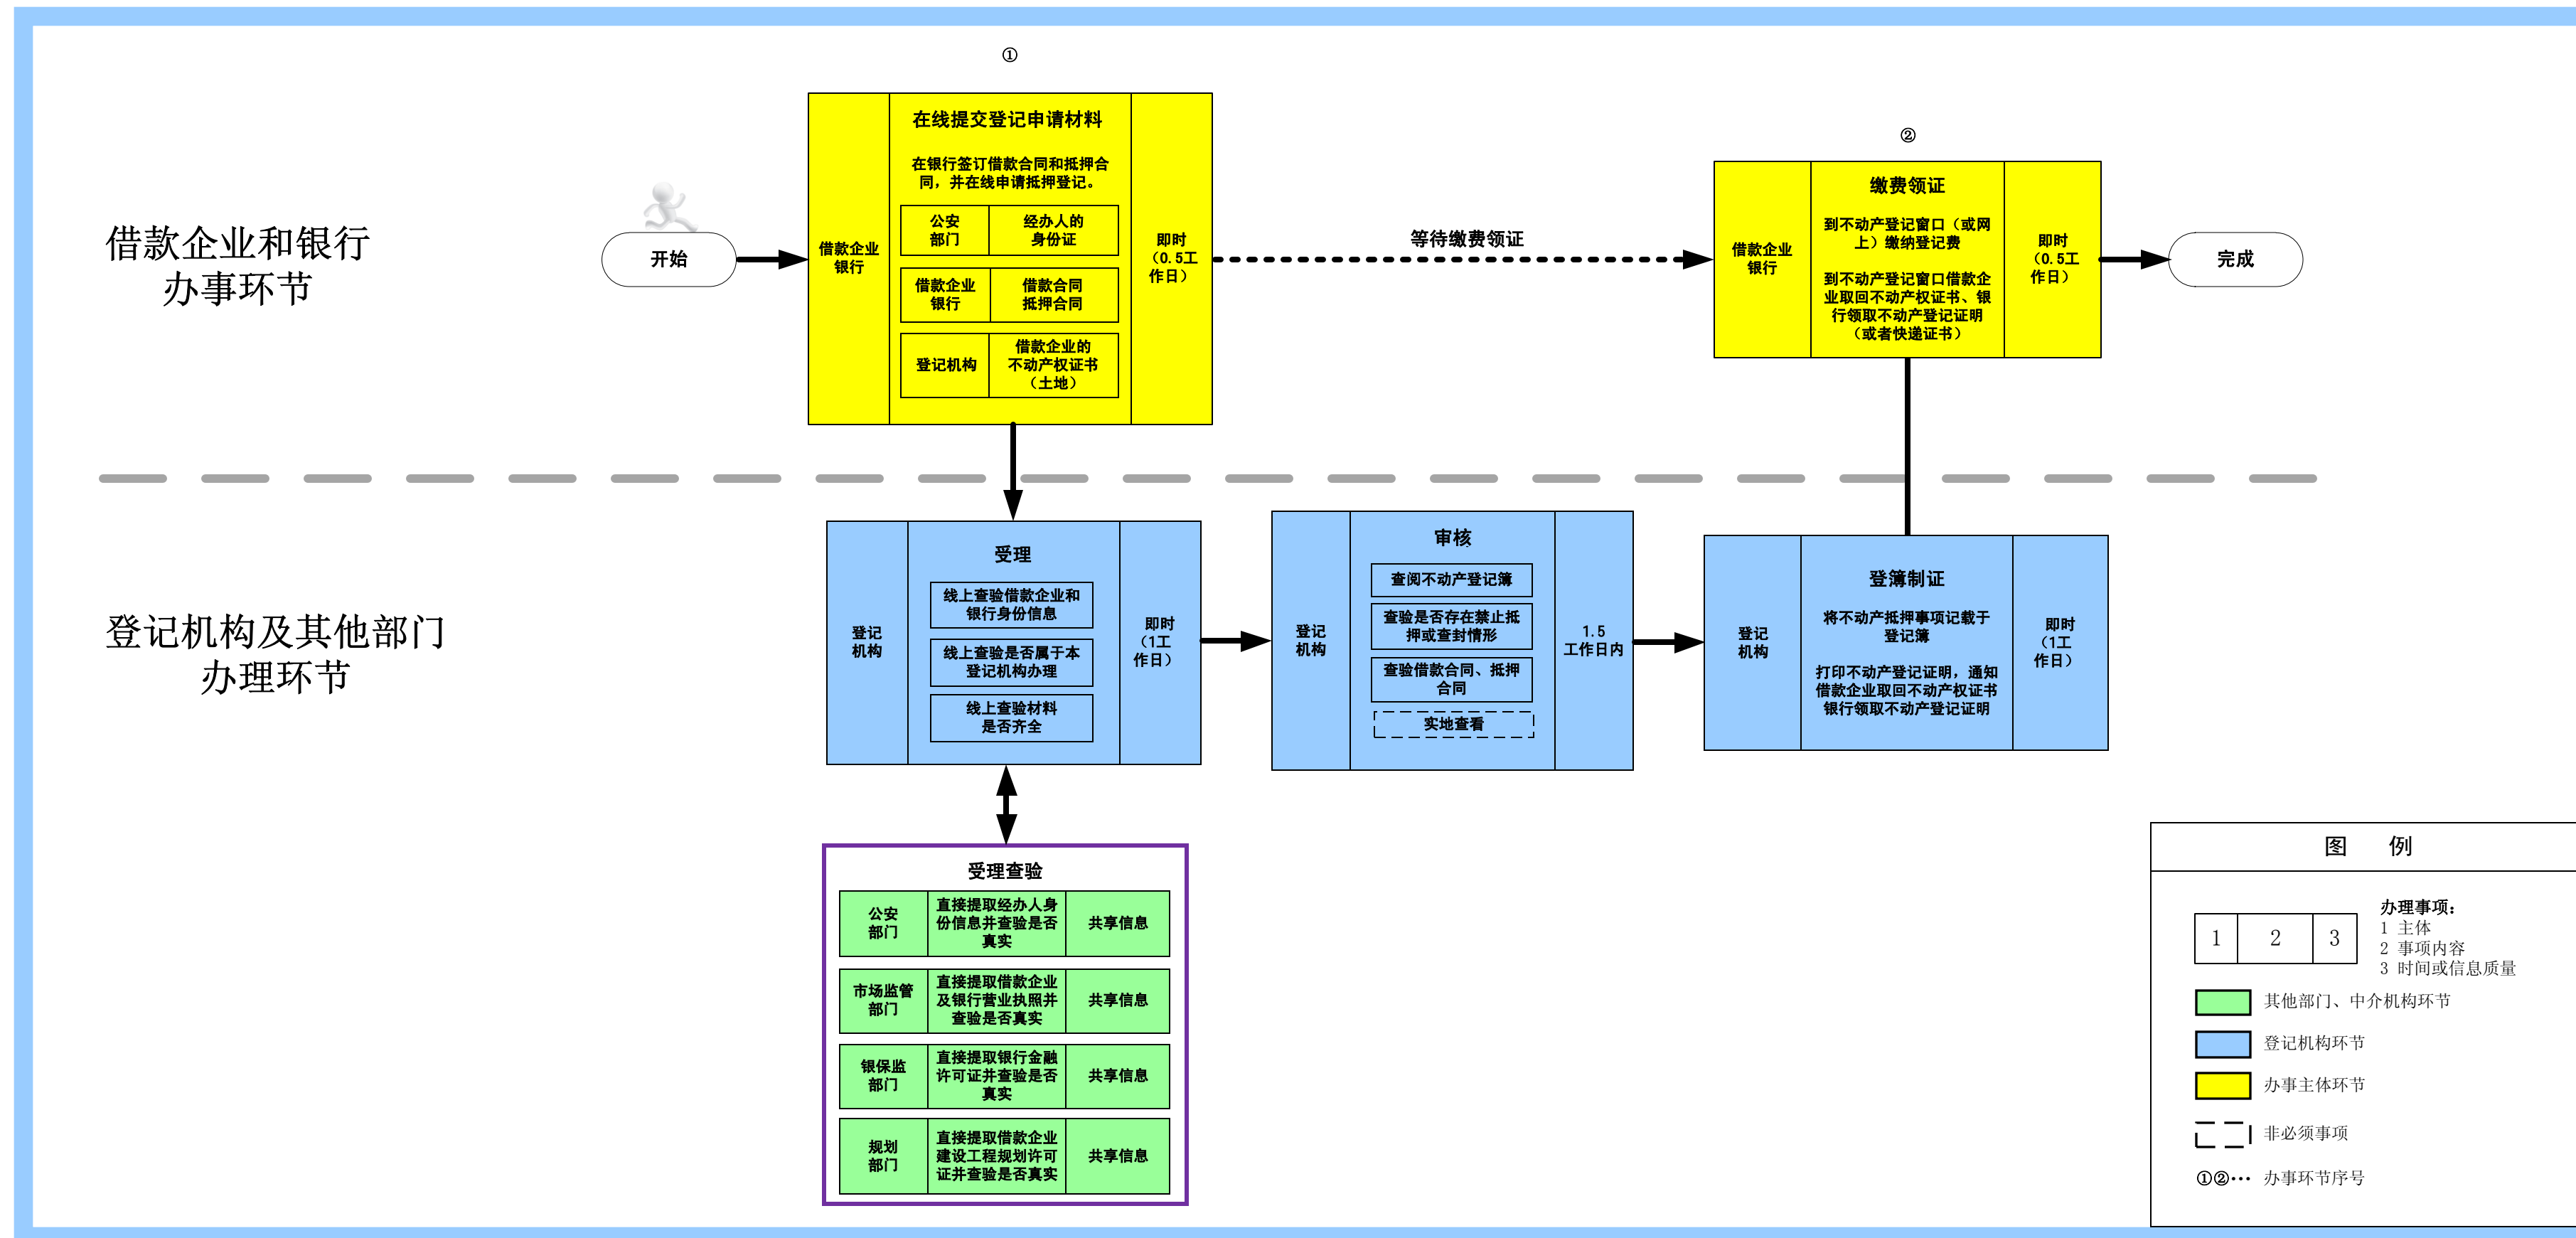 ①
在线提交登记申请材料
在银行签订借款合同和抵押合
同，并在线申请抵押登记。
借款企业
银行
公安
部门
经办人的
身份证
借款企业
银行
借款合同
抵押合同
登记机构
借款企业的
不动产权证书
（土地）
即时
（0.5工
作日）
借款企业和银行
办事环节
开始
等待缴费领证
②
缴费领证
借款企业
银行
到不动产登记窗口（或网
上）缴纳登记费
到不动产登记窗口借款企
业取回不动产权证书、银
行领取不动产登记证明
（或者快递证书）
即时
（0.5工
作日）
完成
登记机构及其他部门
办理环节
登记
机构
受理
线上查验借款企业和
银行身份信息
线上查验是否属于本
登记机构办理
线上查验材料
是否齐全
即时
（1工
作日）
登记
机构
审核
查阅不动产登记簿
查验是否存在禁止抵
押或查封情形
查验借款合同、抵押
合同
实地查看
1.5
工作日内
登记
机构
登簿制证
将不动产抵押事项记载于
登记簿
打印不动产登记证明，通知
借款企业取回不动产权证书
银行领取不动产登记证明
即时
（1工
作日）
受理查验
公安
部门
直接提取经办人身
份信息并查验是否
真实
共享信息
市场监管
部门
直接提取借款企业
及银行营业执照并
查验是否真实
共享信息
银保监
部门
直接提取银行金融
许可证并查验是否
真实
共享信息
规划
部门
直接提取借款企业
建设工程规划许可
证并查验是否真实
共享信息
图 例
1 2 3
办理事项：
1 主体
2 事项内容
3 时间或信息质量
其他部门、中介机构环节
登记机构环节
办事主体环节
非必须事项
①②… 办事环节序号